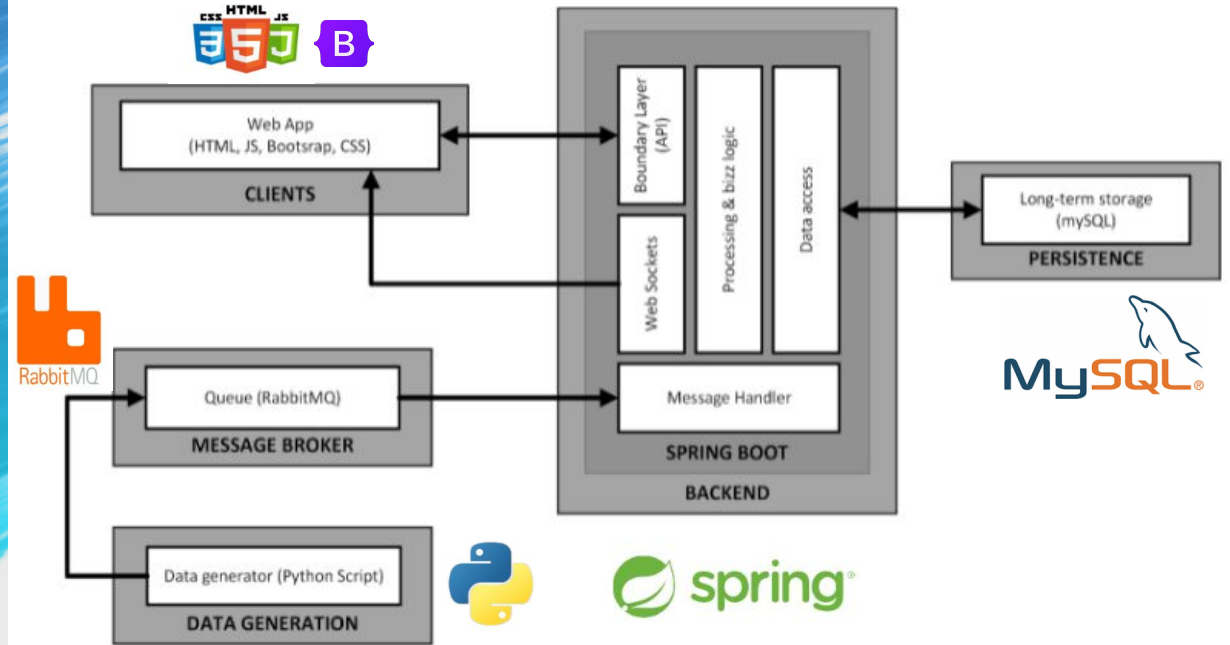 CSS HTML JS
B
Web App
(HTML, JS, Bootsrap, CSS)
CLIENTS
Boundary Layer
(API)
Web Sockets
Processing & bizz logic
Data access
Message Handler
SPRING BOOT
BACKEND
Long-term storage
(mySQL)
PERSISTENCE
MySQL®
RabbitMQ
Queue (RabbitMQ)
MESSAGE BROKER
Data generator (Python Script)
DATA GENERATION
spring